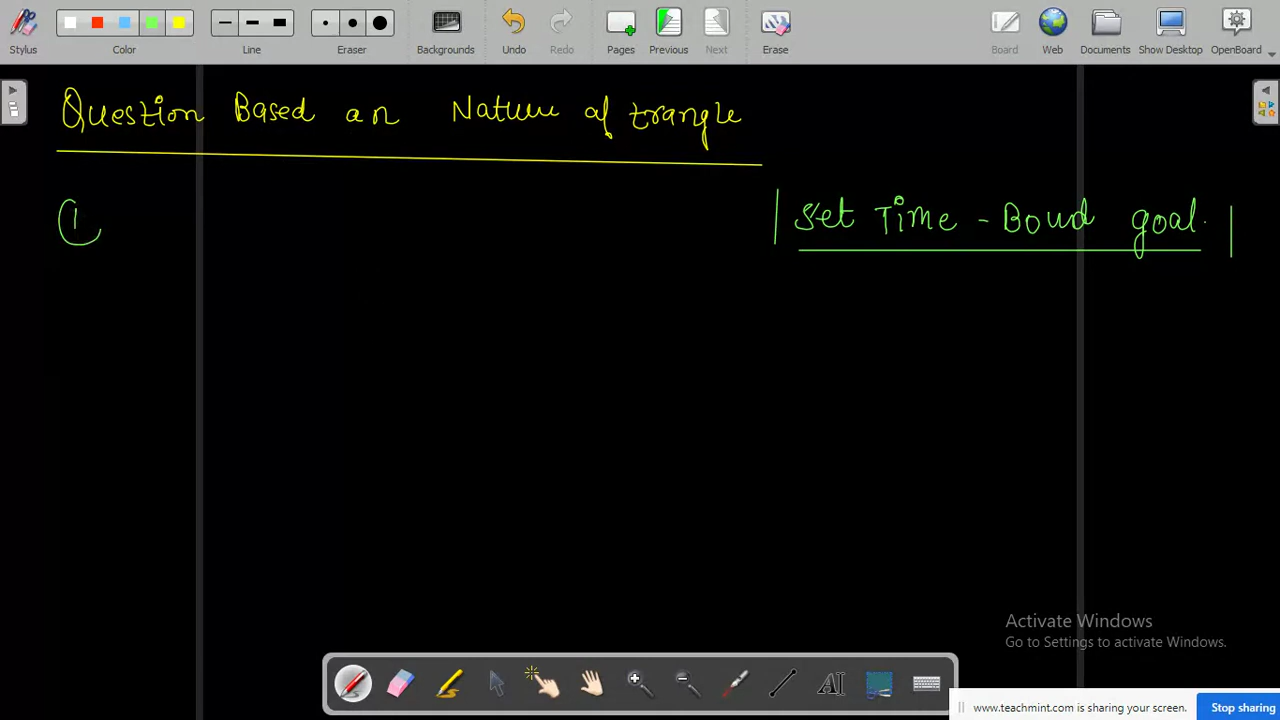 Stylus Color Line Eraser Backgrounds Undo Redo Pages Previous Next Erase Board Web Documents Show Desktop OpenBoard
Question Based on Nature of trangle
① | Set Time - Boud goal. |
Activate Windows
Go to Settings to activate Windows.
AI
www.teachmint.com is sharing your screen. Stop sharing